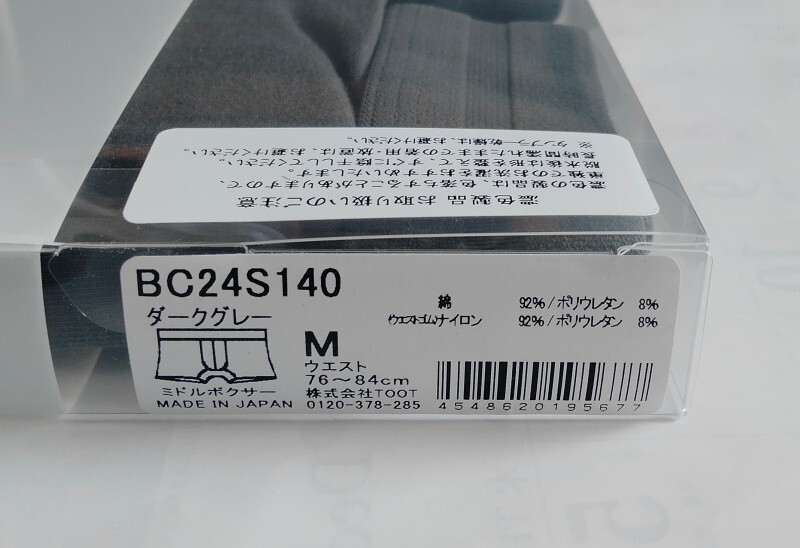 濃色製品 お取り扱いのご注意
濃色の製品は、色落ちすることがありますので、
単独でのお洗濯をおすすめいたします。
脱水後は形を整えて、すぐに陰干ししてください。
長時間濡れたままでの着用・放置は、お避けください。
※ タンブラー乾燥は、お避けください。
BC24S140
ダークグレー
綿 92%/ポリウレタン 8%
ウエストゴム/ナイロン 92%/ポリウレタン 8%
M
ウエスト
76～84cm
ミドルボクサー
株式会社TOOT
MADE IN JAPAN
0120-378-285
4548620195677